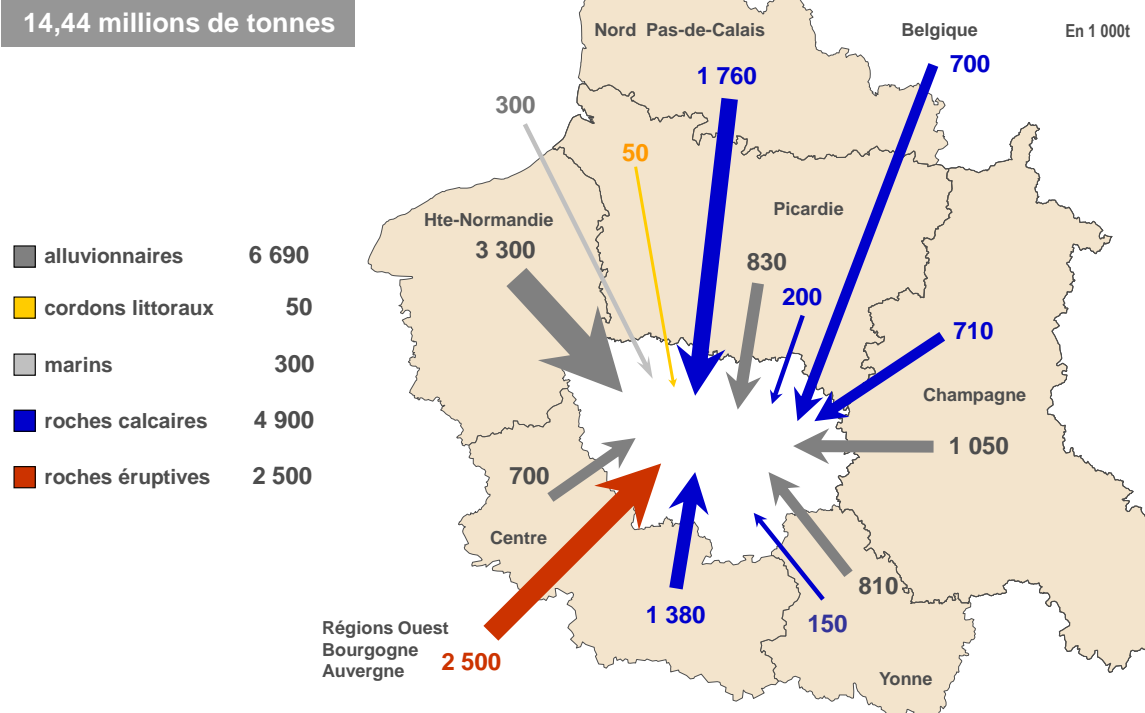 14,44 millions de tonnes
Nord Pas-de-Calais
Belgique
En 1 000t
1 760
700
300
50
Picardie
Hte-Normandie
3 300
830
200
710
Champagne
1 050
alluvionnaires 6 690
cordons littoraux 50
marins 300
roches calcaires 4 900
roches éruptives 2 500
700
Centre
810
1 380
150
Régions Ouest
Bourgogne
Auvergne
2 500
Yonne